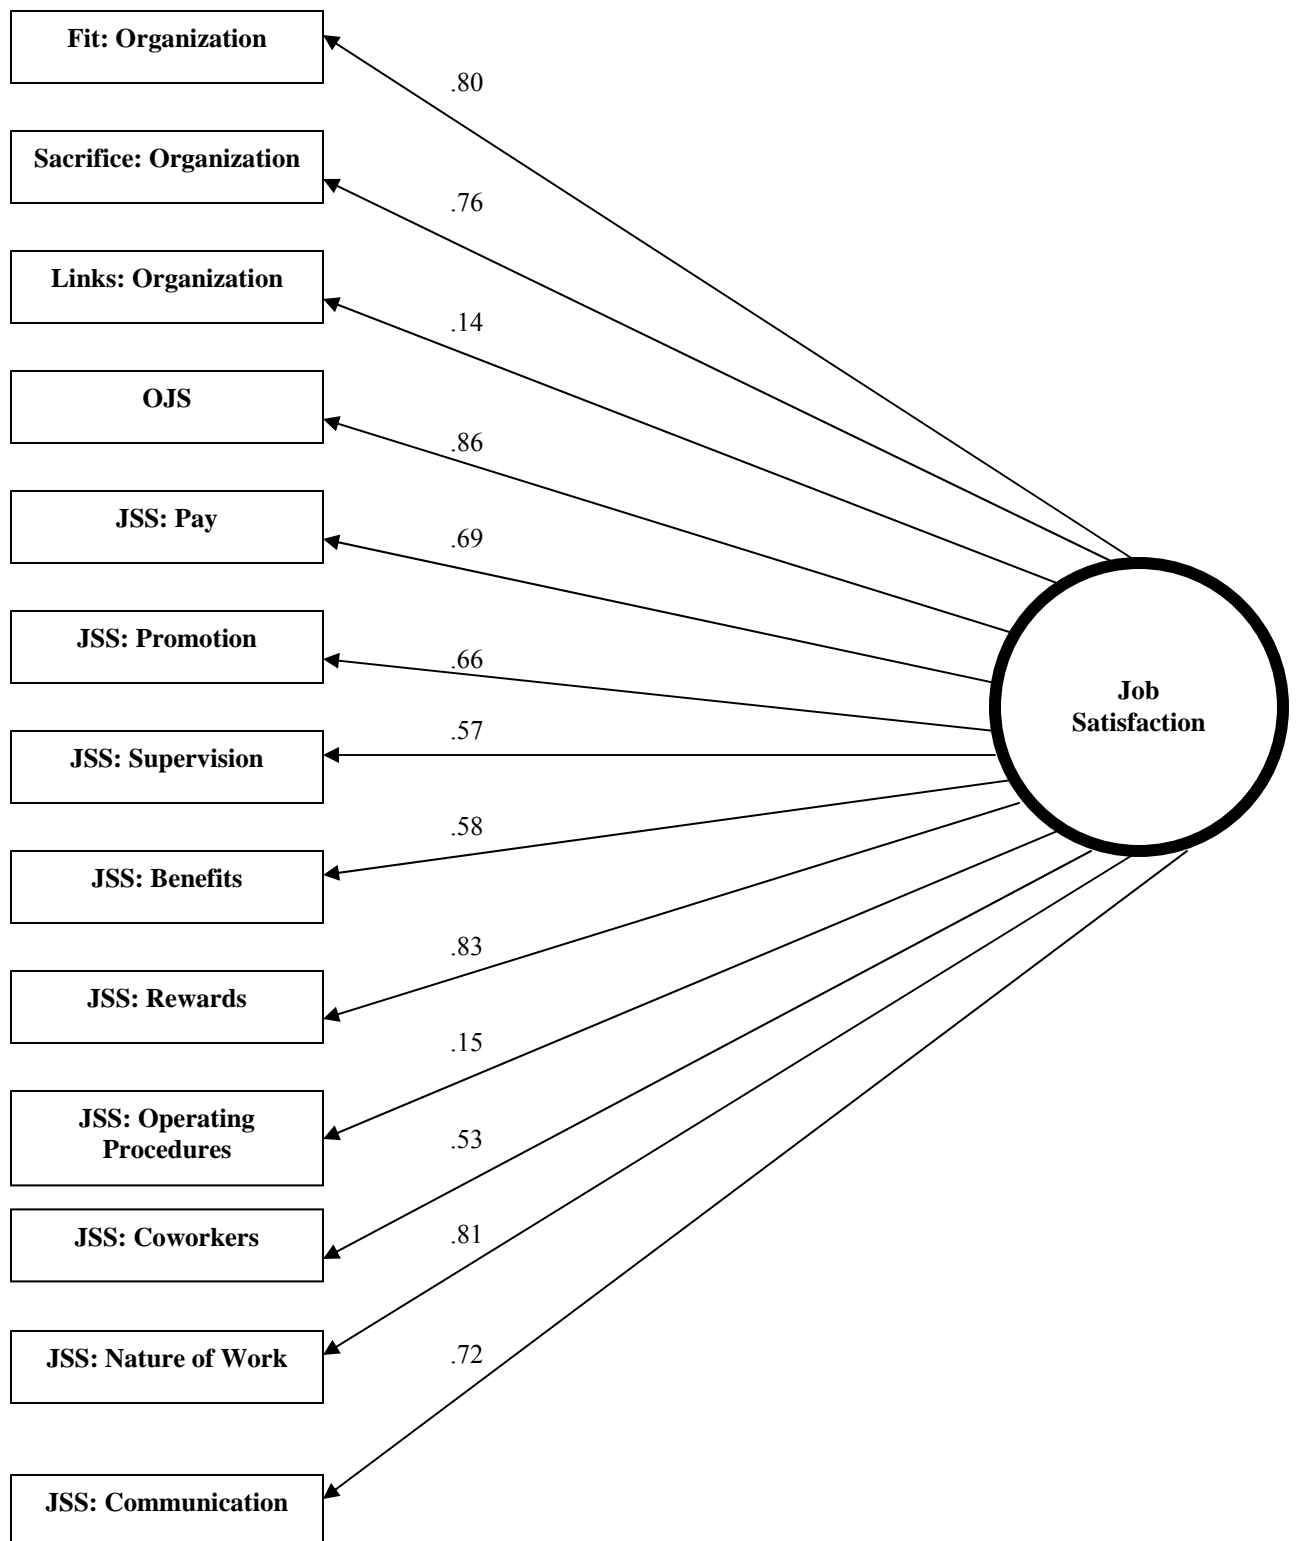 Fit: Organization
.80
Sacrifice: Organization
.76
Links: Organization
.14
OJS
.86
JSS: Pay
.69
JSS: Promotion
.66
Job
Satisfaction
JSS: Supervision
.57
JSS: Benefits
.58
JSS: Rewards
.83
JSS: Operating
Procedures
.15
JSS: Coworkers
.53
JSS: Nature of Work
.81
JSS: Communication
.72